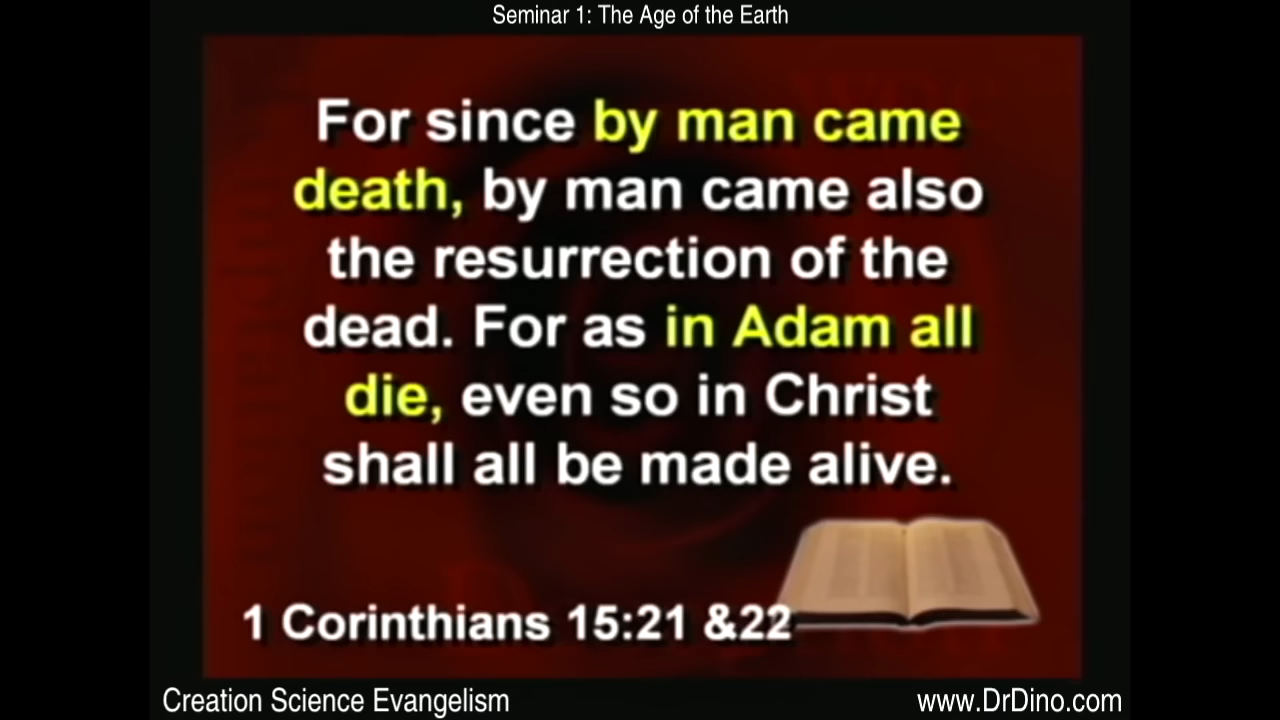 Seminar 1: The Age of the Earth
For since by man came
death, by man came also
the resurrection of the
dead. For as in Adam all
die, even so in Christ
shall all be made alive.
1 Corinthians 15:21 &22
Creation Science Evangelism
www.DrDino.com